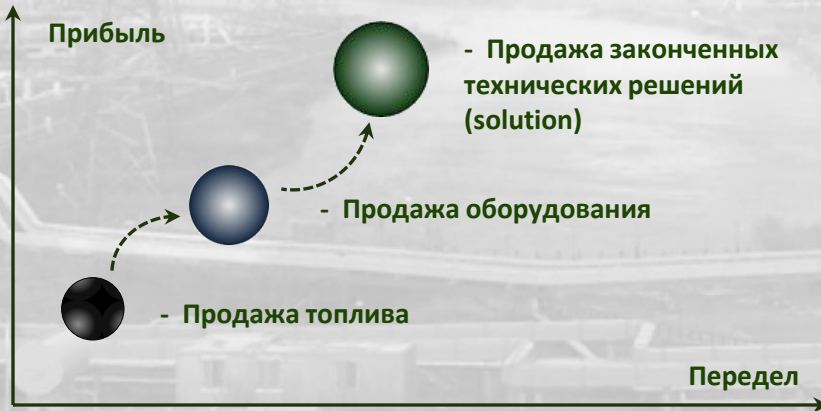 Прибыль
- Продажа законченных
технических решений
(solution)
- Продажа оборудования
- Продажа топлива
Передел